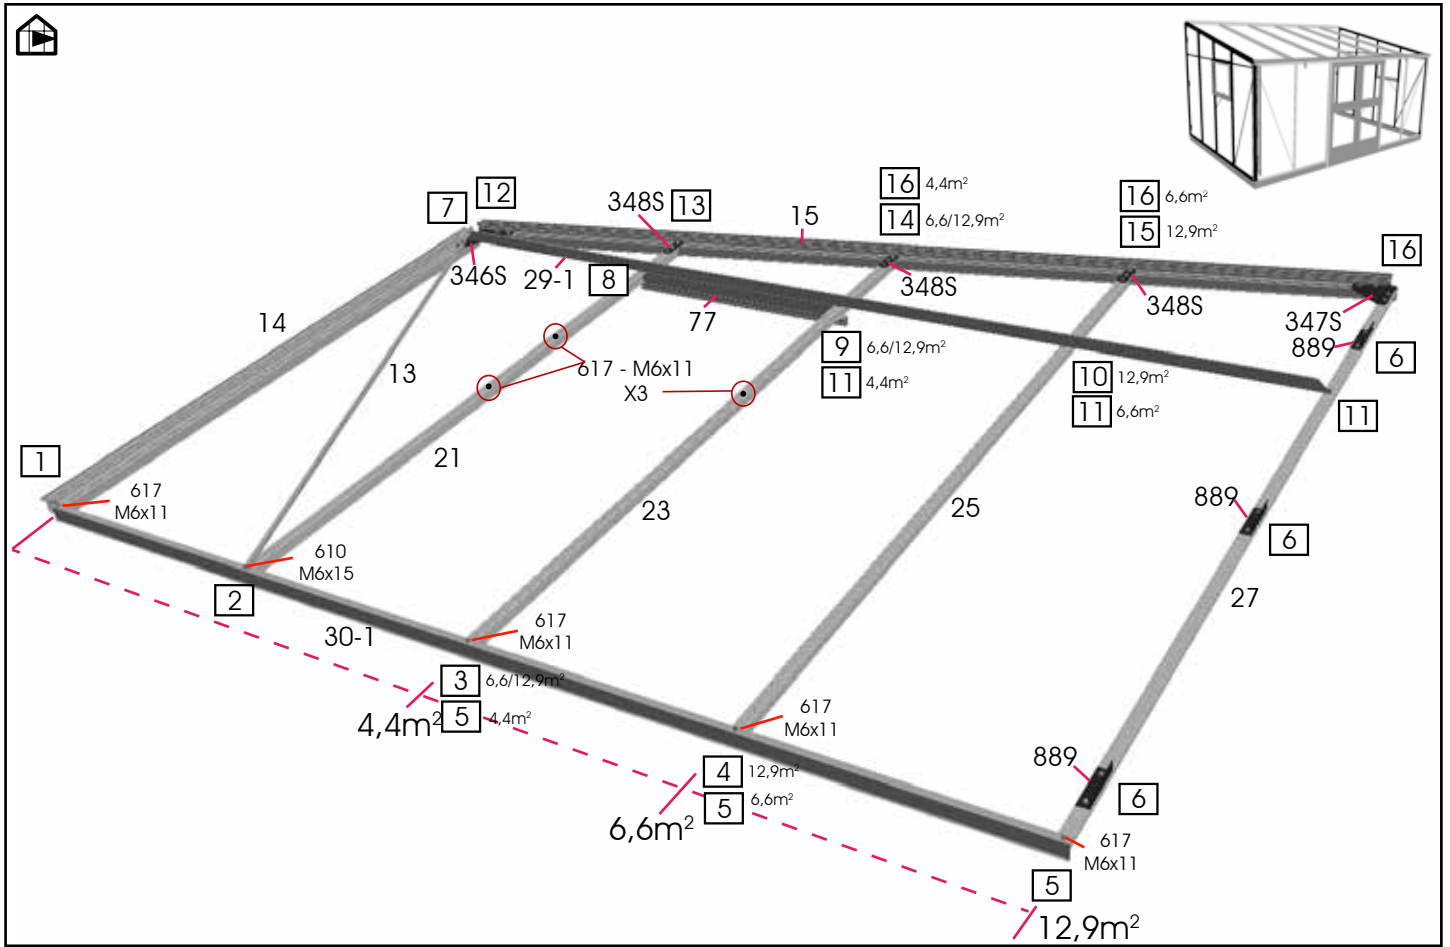 16 4,4m²
14 6,6/12,9m²
16 6,6m²
15 12,9m²
7
12
348S
13
15
16
346S
29-1
8
348S
348S
347S
77
889
6
14
9 6,6/12,9m²
11 4,4m²
617 - M6x11
X3
13
10 12,9m²
11 6,6m²
11
1
21
617
M6x11
23
25
889
6
610
M6x15
2
27
30-1
617
M6x11
3 6,6/12,9m²
4,4m²
5 4,4m²
617
M6x11
889
4 12,9m²
5 6,6m²
6
6,6m²
617
M6x11
5
12,9m²